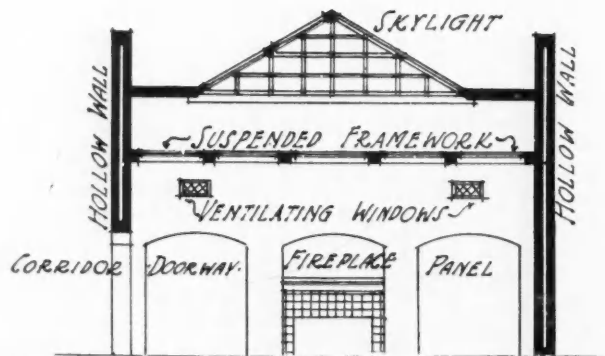 SKYLIGHT
HOLLOW WALL
HOLLOW WALL
SUSPENDED FRAMEWORK
VENTILATING WINDOWS
CORRIDOR
DOORWAY
FIREPLACE
PANEL